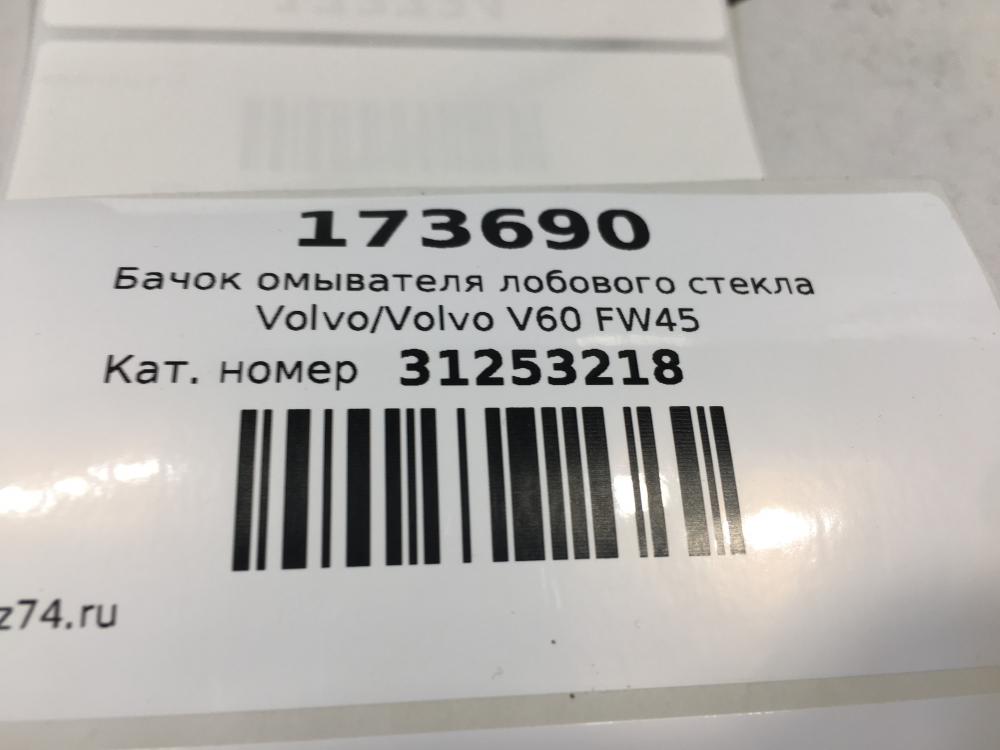 173690
Бачок омывателя лобового стекла
Volvo/Volvo V60 FW45
Кат. номер 31253218
z74.ru